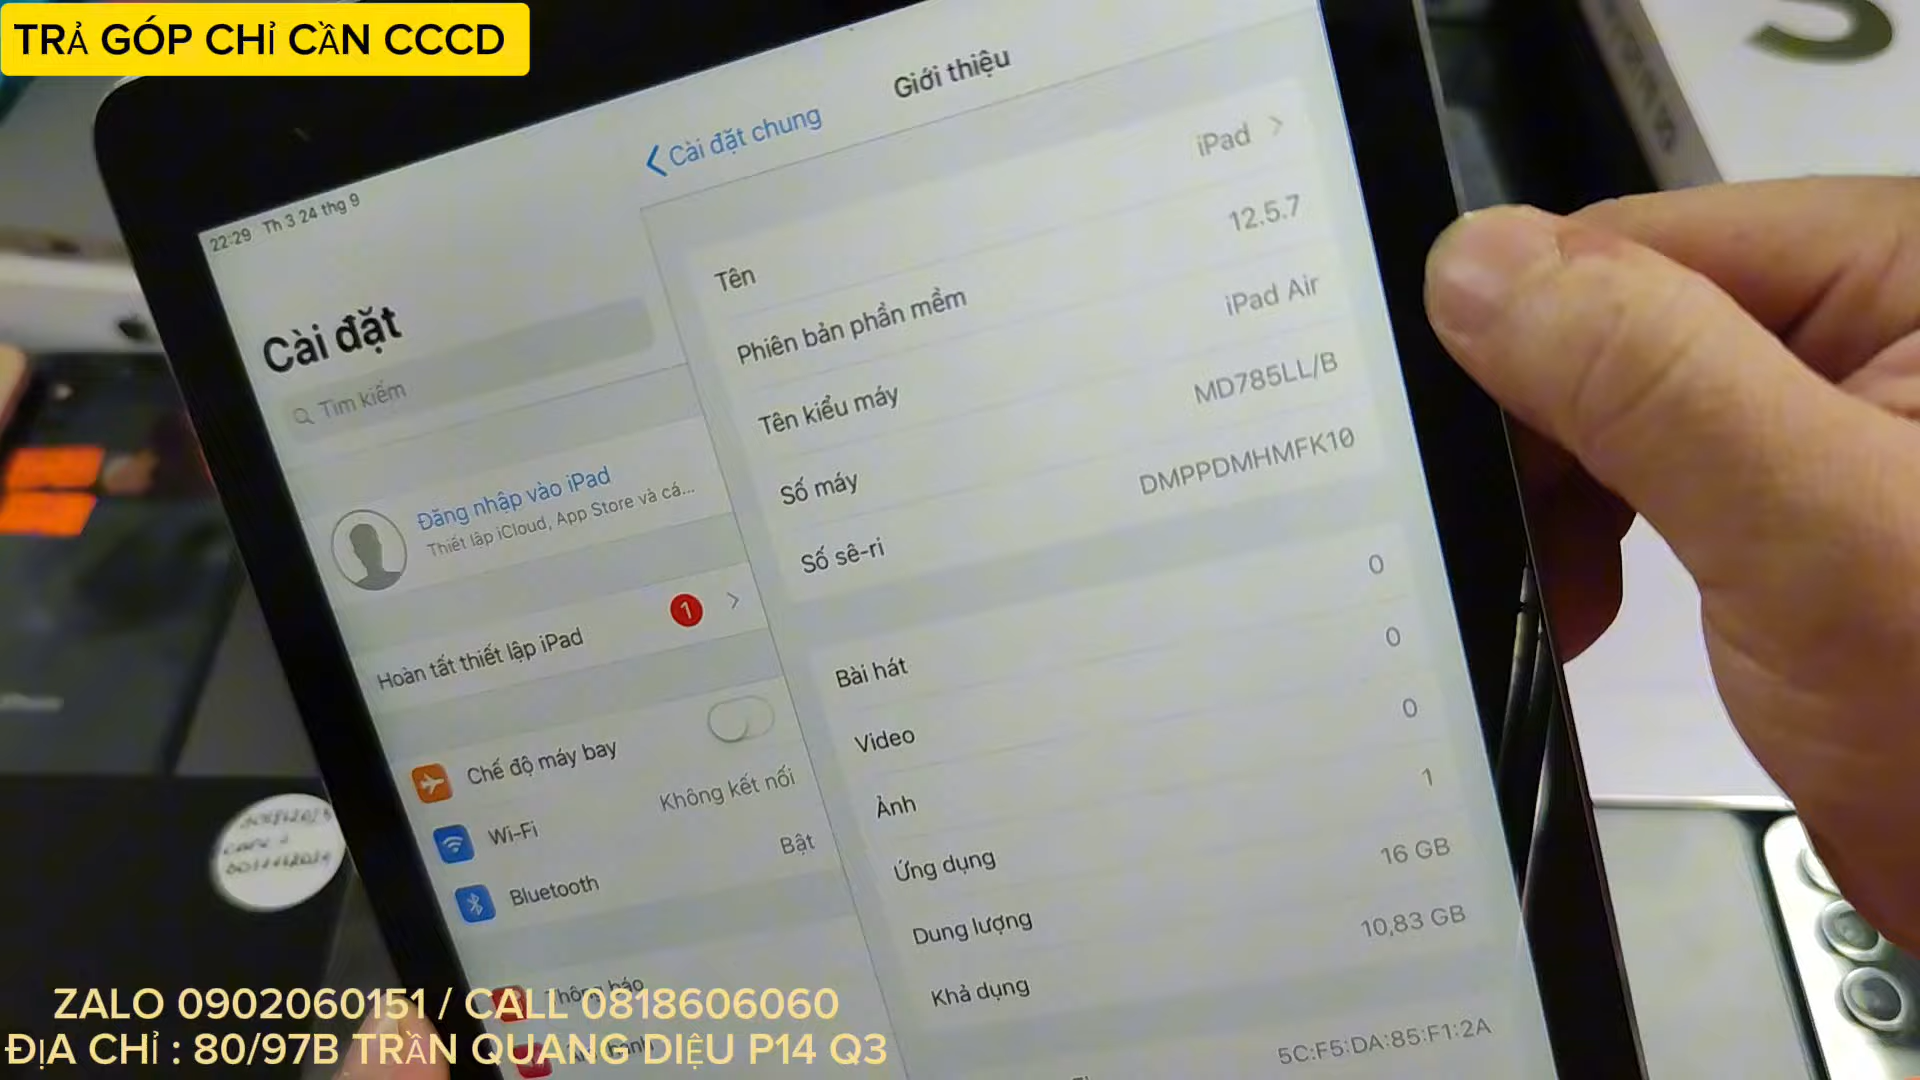 TRẢ GÓP CHỈ CẦN CCCD
22:29 Th 3 24 thg 9
Cài đặt
Tìm kiếm
Đăng nhập vào iPad
Thiết lập iCloud, App Store và cá...
Hoàn tất thiết lập iPad
1
Chế độ máy bay
Wi-Fi
Không kết nối
Bluetooth
Bật
Thông báo
Cài đặt chung
Giới thiệu
Tên
iPad
Phiên bản phần mềm
12.5.7
Tên kiểu máy
iPad Air
Số máy
MD785LL/B
Số sê-ri
DMPPDMHMFK10
Bài hát
0
Video
0
Ảnh
0
Ứng dụng
1
Dung lượng
16 GB
Khả dụng
10,83 GB
5C:F5:DA:85:F1:2A
ZALO 0902060151 / CALL 0818606060
ĐỊA CHỈ : 80/97B TRẦN QUANG DIỆU P14 Q3